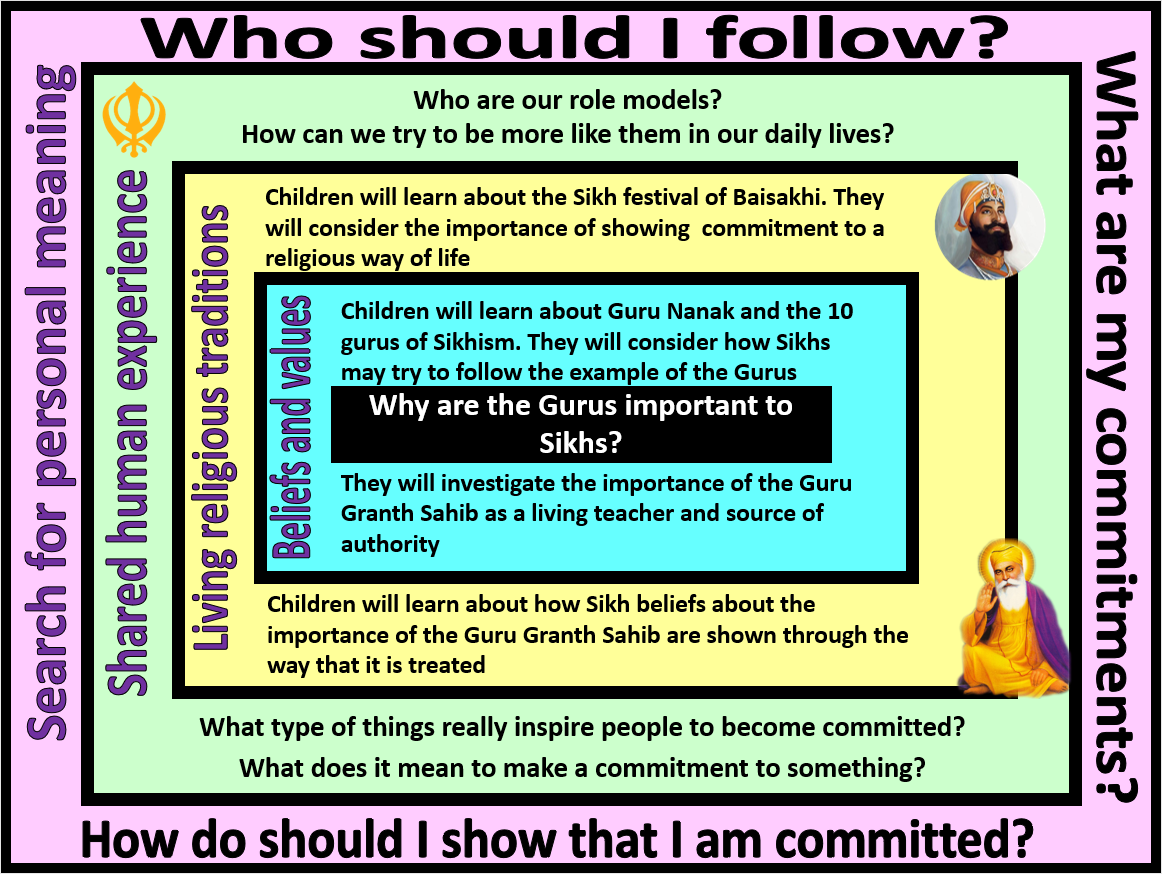 Who should I follow?
Search for personal meaning
What are my commitments?
Shared human experience
Who are our role models?
How can we try to be more like them in our daily lives?
Living religious traditions
Children will learn about the Sikh festival of Baisakhi. They
will consider the importance of showing commitment to a
religious way of life
Beliefs and values
Children will learn about Guru Nanak and the 10
gurus of Sikhism. They will consider how Sikhs
may try to follow the example of the Gurus
Why are the Gurus important to
Sikhs?
They will investigate the importance of the Guru
Granth Sahib as a living teacher and source of
authority
Children will learn about how Sikh beliefs about the
importance of the Guru Granth Sahib are shown through the
way that it is treated
What type of things really inspire people to become committed?
What does it mean to make a commitment to something?
How do should I show that I am committed?